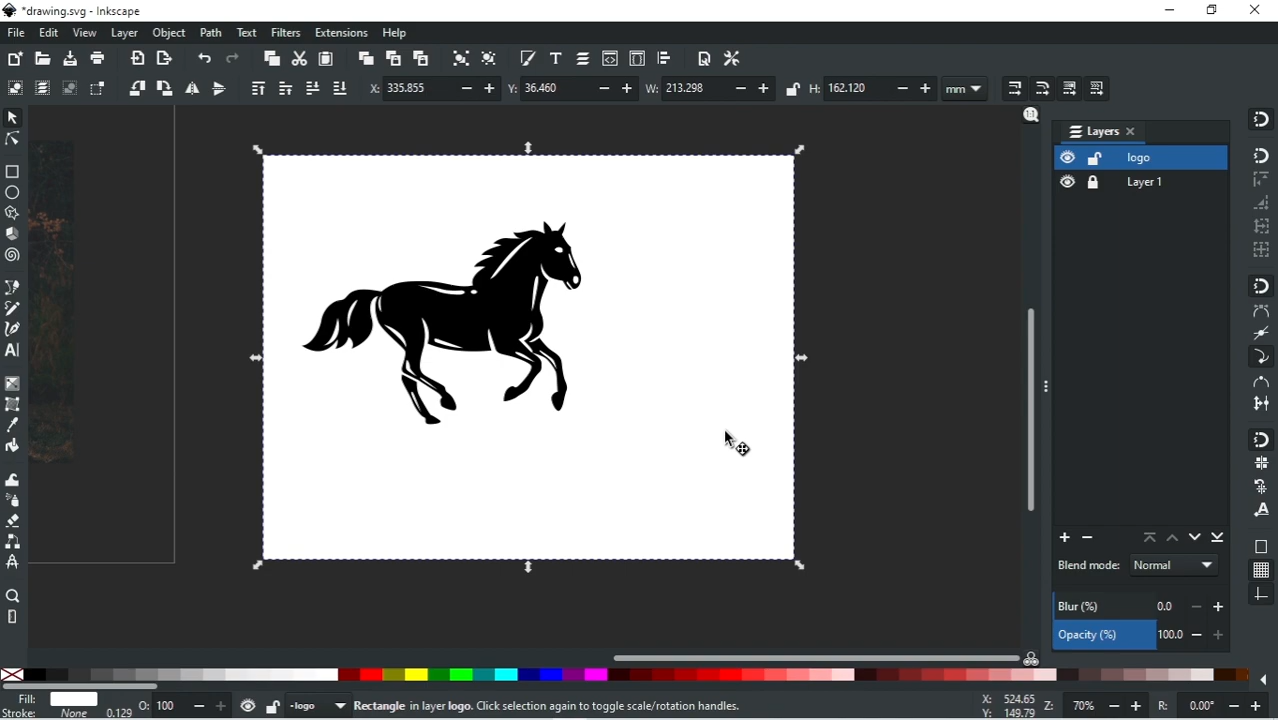 *drawing.svg - Inkscape
File Edit View Layer Object Path Text Filters Extensions Help
X: 335.855 Y: 36.460 W: 213.298 H: 162.120 mm
Layers
logo
Layer 1
Blend mode: Normal
Blur (%) 0.0
Opacity (%) 100.0
Fill: O: 100 -logo Rectangle in layer logo. Click selection again to toggle scale/rotation handles. X: 524.65 Z: 70% R: 0.00°
Stroke: None 0.129 Y: 149.79